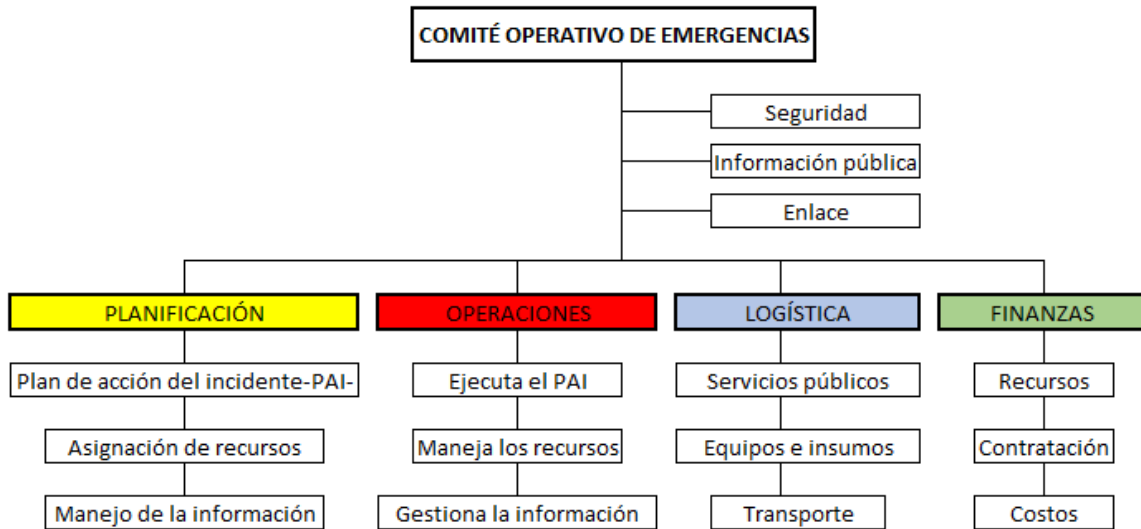 COMITÉ OPERATIVO DE EMERGENCIAS
Seguridad
Información pública
Enlace
PLANIFICACIÓN
OPERACIONES
LOGÍSTICA
FINANZAS
Plan de acción del incidente-PAI-
Ejecuta el PAI
Servicios públicos
Recursos
Asignación de recursos
Maneja los recursos
Equipos e insumos
Contratación
Manejo de la información
Gestiona la información
Transporte
Costos